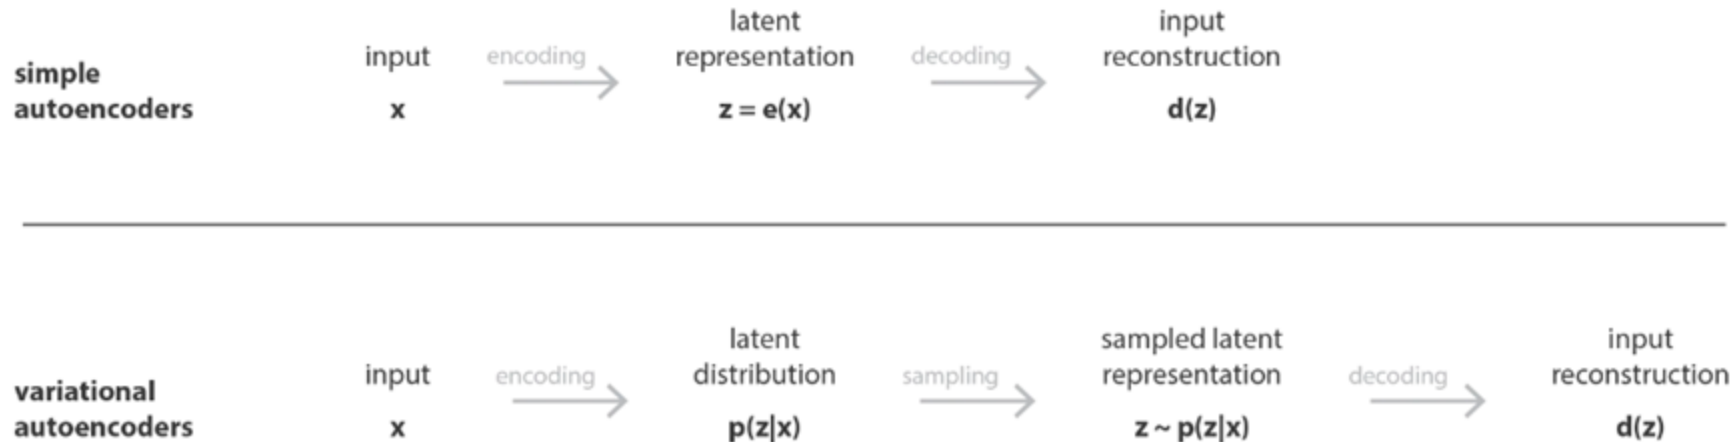 simple
autoencoders
input
x
encoding
latent
representation
z = e(x)
decoding
input
reconstruction
d(z)
variational
autoencoders
input
x
encoding
latent
distribution
p(z|x)
sampling
sampled latent
representation
z ~ p(z|x)
decoding
input
reconstruction
d(z)